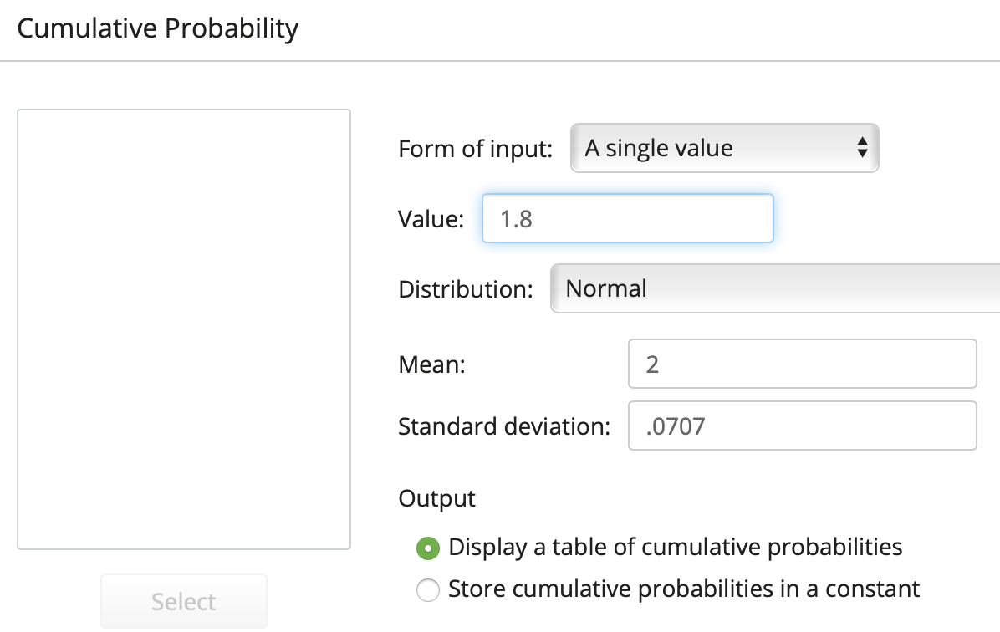 Cumulative Probability
Form of input: A single value
Value: 1.8
Distribution: Normal
Mean: 2
Standard deviation: .0707
Output
Display a table of cumulative probabilities
Store cumulative probabilities in a constant
Select